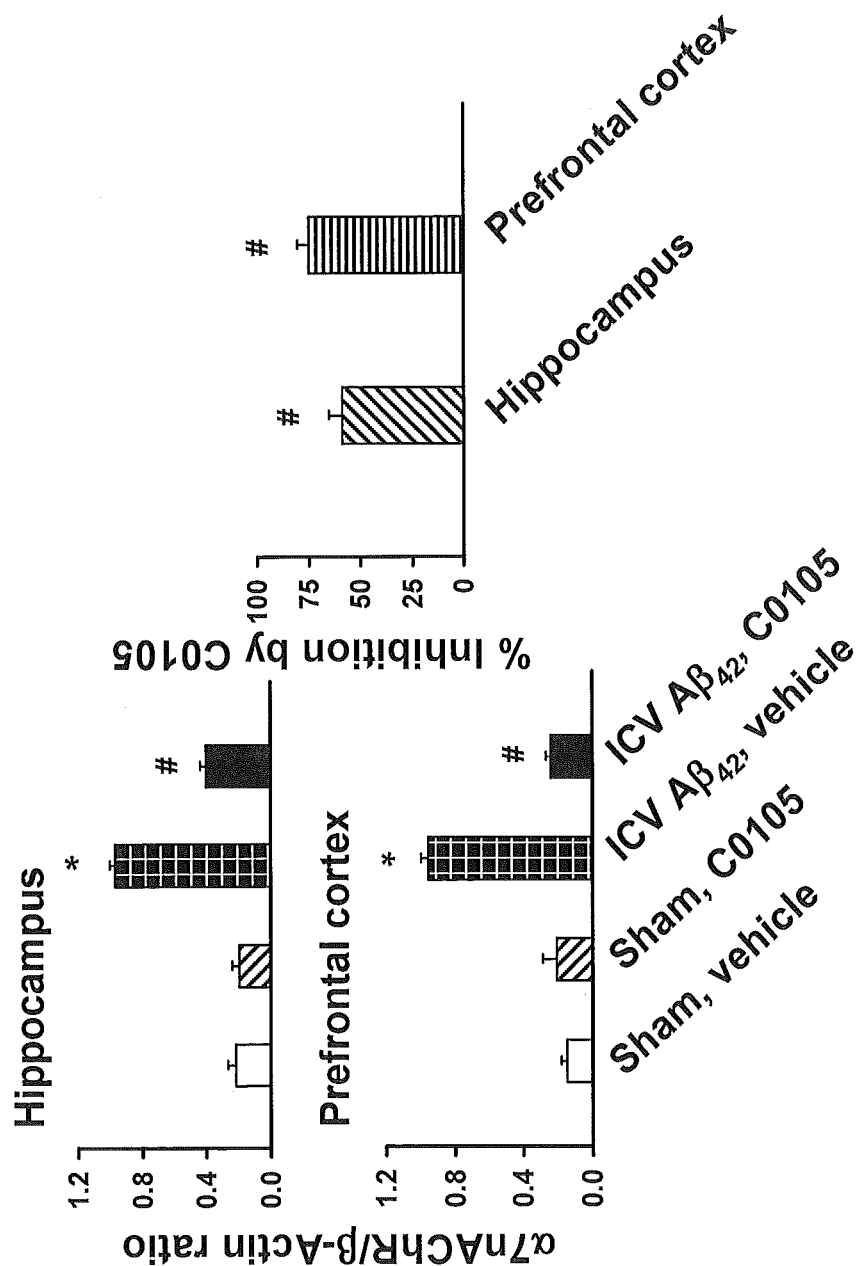 Hippocampus
*
#
1.2
0.8
0.4
0.0
Prefrontal cortex
*
#
1.2
0.8
0.4
0.0
α7nAChR/β-Actin ratio
Sham, vehicle
Sham, C0105
ICV Aβ42, vehicle
ICV Aβ42, C0105
% Inhibition by C0105
100
75
50
25
0
#
#
Hippocampus
Prefrontal cortex